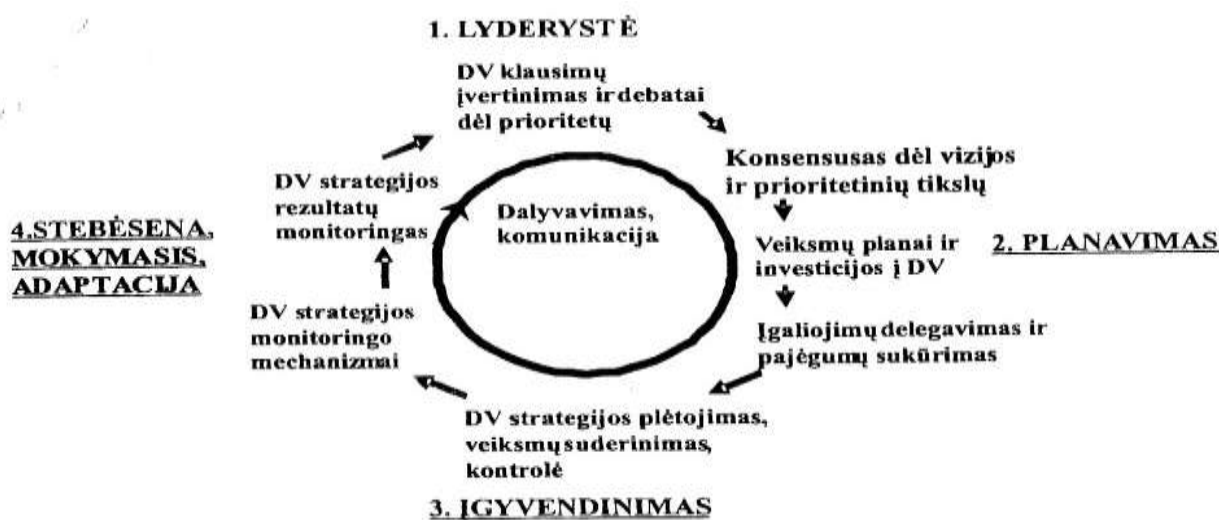 1. LYDERYSTĖ
DV klausimų
įvertinimas ir debatai
dėl prioritetų
Konsensusas dėl vizijos
ir prioritetinių tikslų
Veiksmų planai ir
investicijos į DV
2. PLANAVIMAS
Įgaliojimų delegavimas ir
pajėgumų sukūrimas
DV strategijos plėtojimas,
veiksmų suderinimas,
kontrolė
3. ĮGYVENDINIMAS
DV strategijos
monitoringo
mechanizmai
DV strategijos
rezultatų
monitoringas
4.STEBĖSENA,
MOKYMASIS,
ADAPTACIJA
Dalyvavimas,
komunikacija